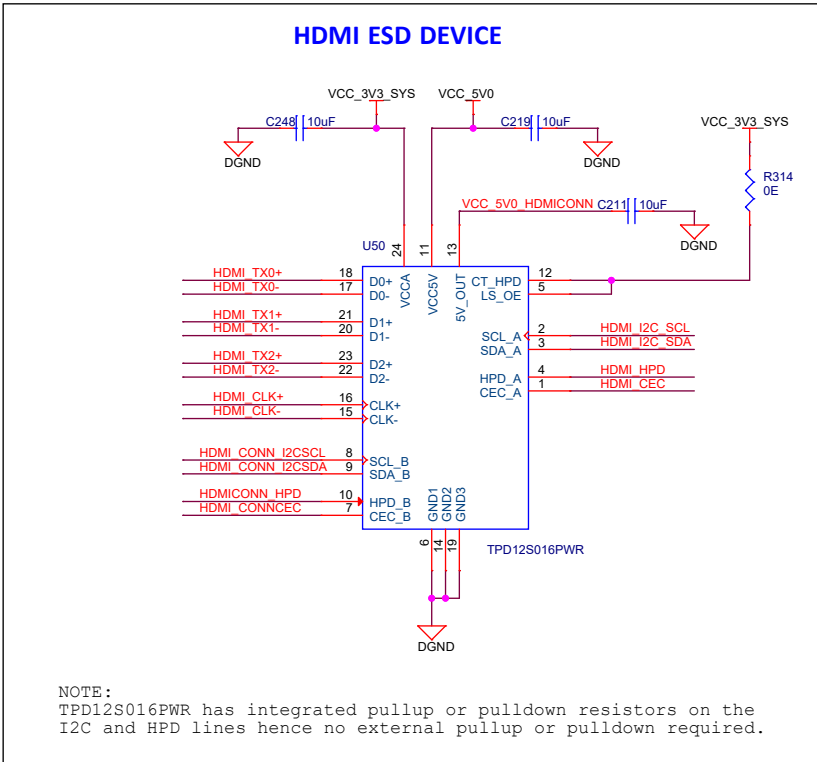 HDMI ESD DEVICE
VCC_3V3_SYS
VCC_5V0
C248 10uF
C219 10uF
VCC_3V3_SYS
DGND
DGND
R314
0E
VCC_5V0_HDMICONN C211 10uF
DGND
U50
24 11 13
VCCA VCC5V 5V_OUT
HDMI_TX0+ 18 D0+
HDMI_TX0- 17 D0-
HDMI_TX1+ 21 D1+
HDMI_TX1- 20 D1-
HDMI_TX2+ 23 D2+
HDMI_TX2- 22 D2-
HDMI_CLK+ 16 CLK+
HDMI_CLK- 15 CLK-
HDMI_CONN_I2CSCL 8 SCL_B
HDMI_CONN_I2CSDA 9 SDA_B
HDMICONN_HPD 10 HPD_B
HDMI_CONNCEC 7 CEC_B
CT_HPD 12
LS_OE 5
SCL_A 2 HDMI_I2C_SCL
SDA_A 3 HDMI_I2C_SDA
HPD_A 4 HDMI_HPD
CEC_A 1 HDMI_CEC
GND1 GND2 GND3
6 14 19
TPD12S016PWR
DGND
NOTE:
TPD12S016PWR has integrated pullup or pulldown resistors on the
I2C and HPD lines hence no external pullup or pulldown required.